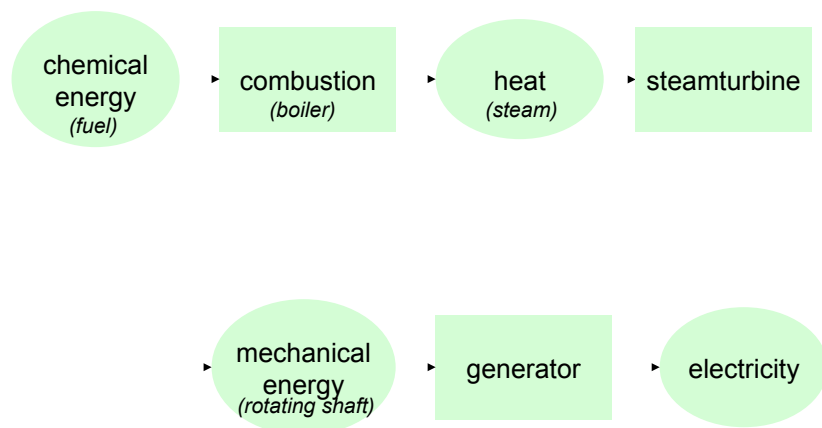 chemical
energy
(fuel)
combustion
(boiler)
heat
(steam)
steamturbine
mechanical
energy
(rotating shaft)
generator
electricity